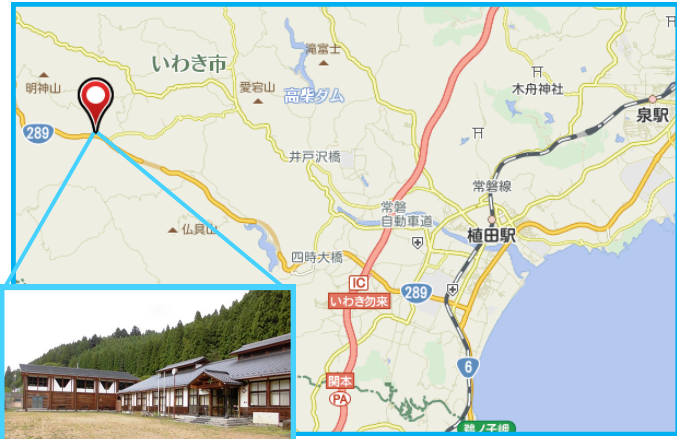 滝富士
いわき市
明神山
愛宕山
高柴ダム
木舟神社
泉駅
289
井戸沢橋
常磐線
常磐
自動車道
植田駅
仏具山
四時大橋
IC
いわき勿来
289
6
関本
PA
鵜ノ子岬